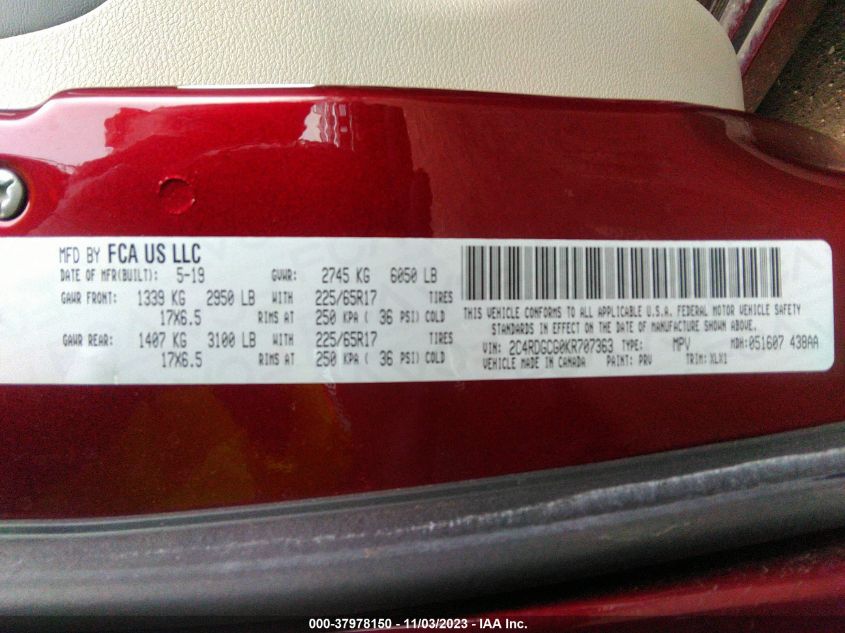 MFD BY FCA US LLC
DATE OF MFR(BUILT): 5-19 GVWR: 2745 KG 6050 LB
GAWR FRONT: 1339 KG 2950 LB WITH 225/65R17 TIRES
17X6.5 RIMS AT 250 KPA ( 36 PSI) COLD
GAWR REAR: 1407 KG 3100 LB WITH 225/65R17 TIRES
17X6.5 RIMS AT 250 KPA ( 36 PSI) COLD
THIS VEHICLE CONFORMS TO ALL APPLICABLE U.S.A. FEDERAL MOTOR VEHICLE SAFETY
STANDARDS IN EFFECT ON THE DATE OF MANUFACTURE SHOWN ABOVE.
VIN: 2C4RDGCG0KR707363 TYPE: MPV MDH: 051607 438AA
VEHICLE MADE IN CANADA PAINT: PRV TRIM: XLX1
000-37978150 - 11/03/2023 - IAA Inc.